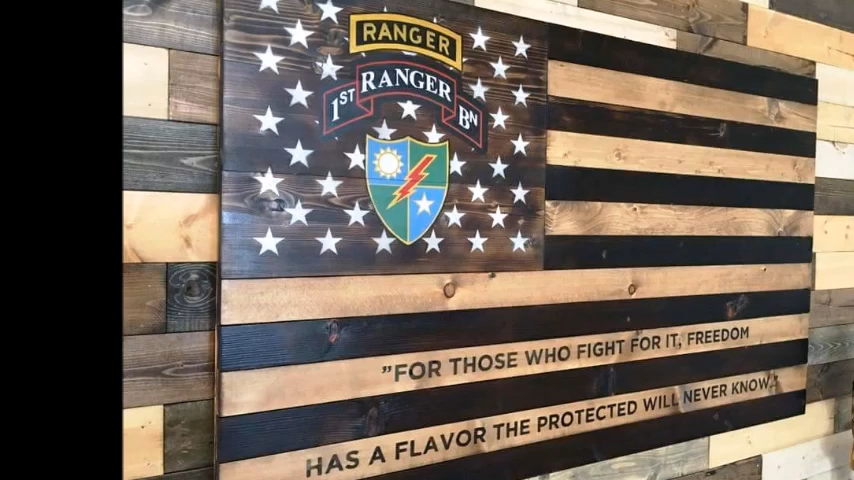 RANGER
1ST RANGER BN
"FOR THOSE WHO FIGHT FOR IT, FREEDOM
HAS A FLAVOR THE PROTECTED WILL NEVER KNOW."